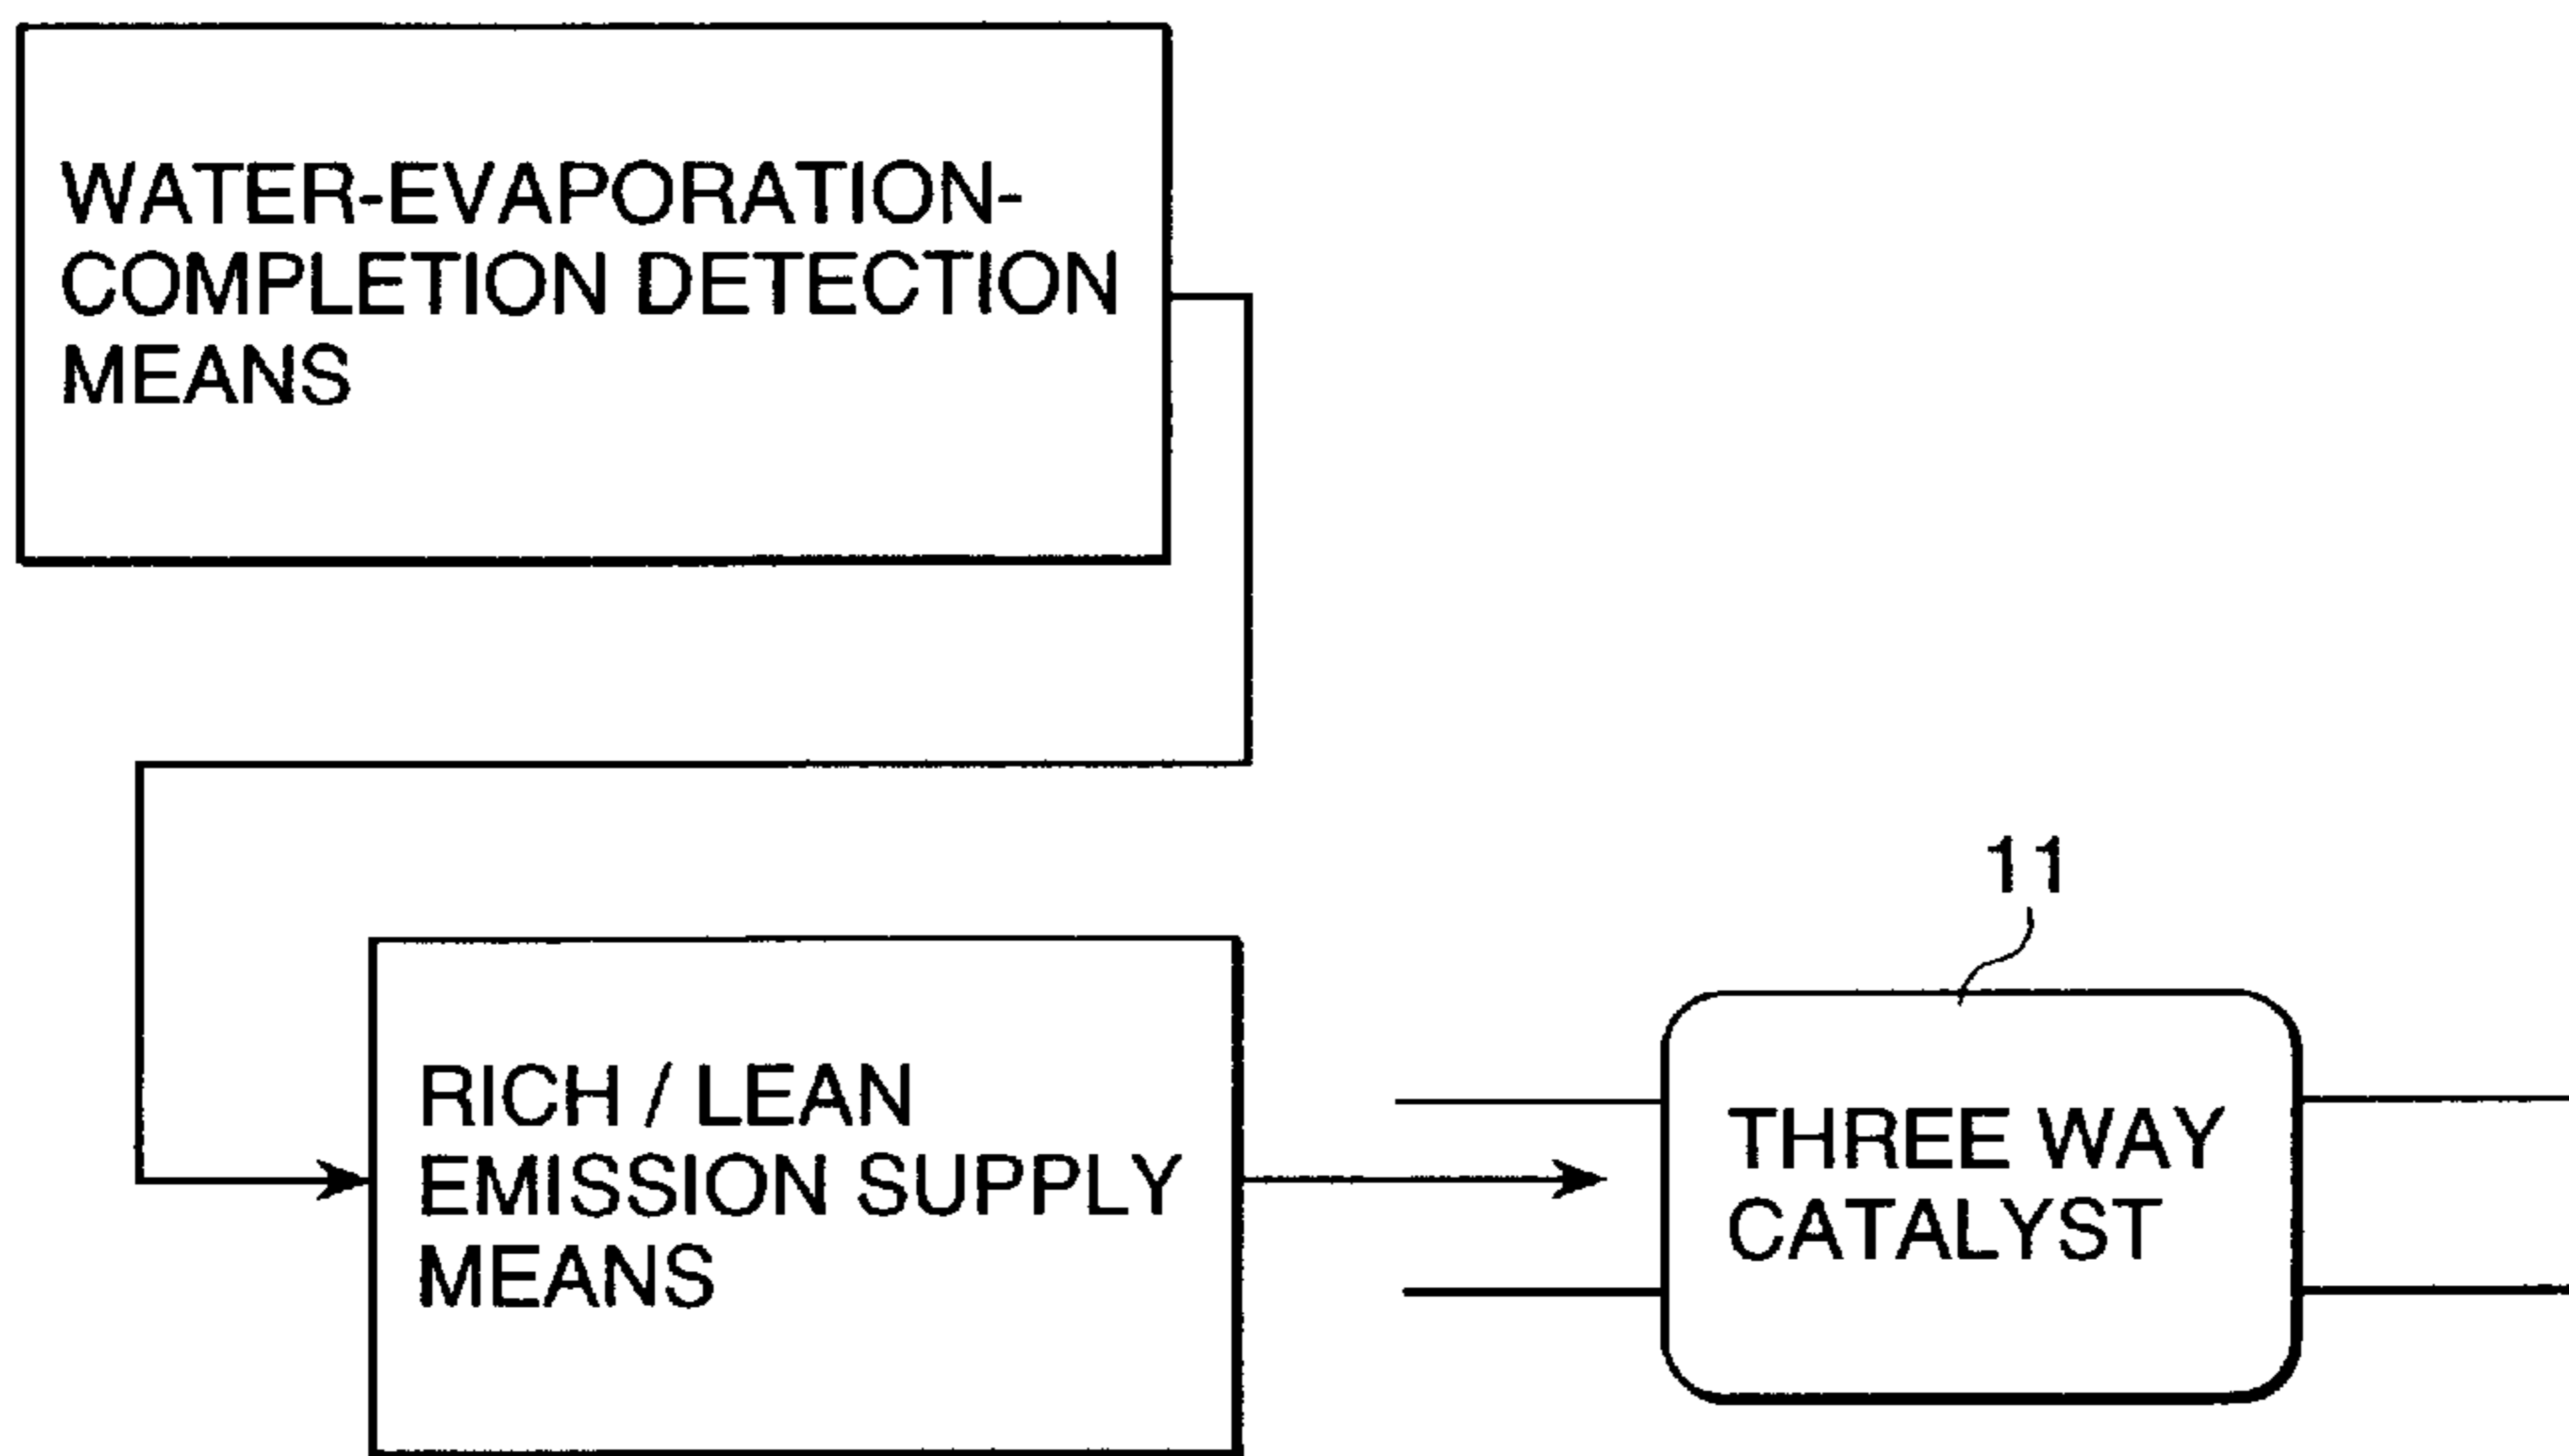 WATER-EVAPORATION-
COMPLETION DETECTION
MEANS
11
RICH / LEAN
EMISSION SUPPLY
MEANS
THREE WAY
CATALYST